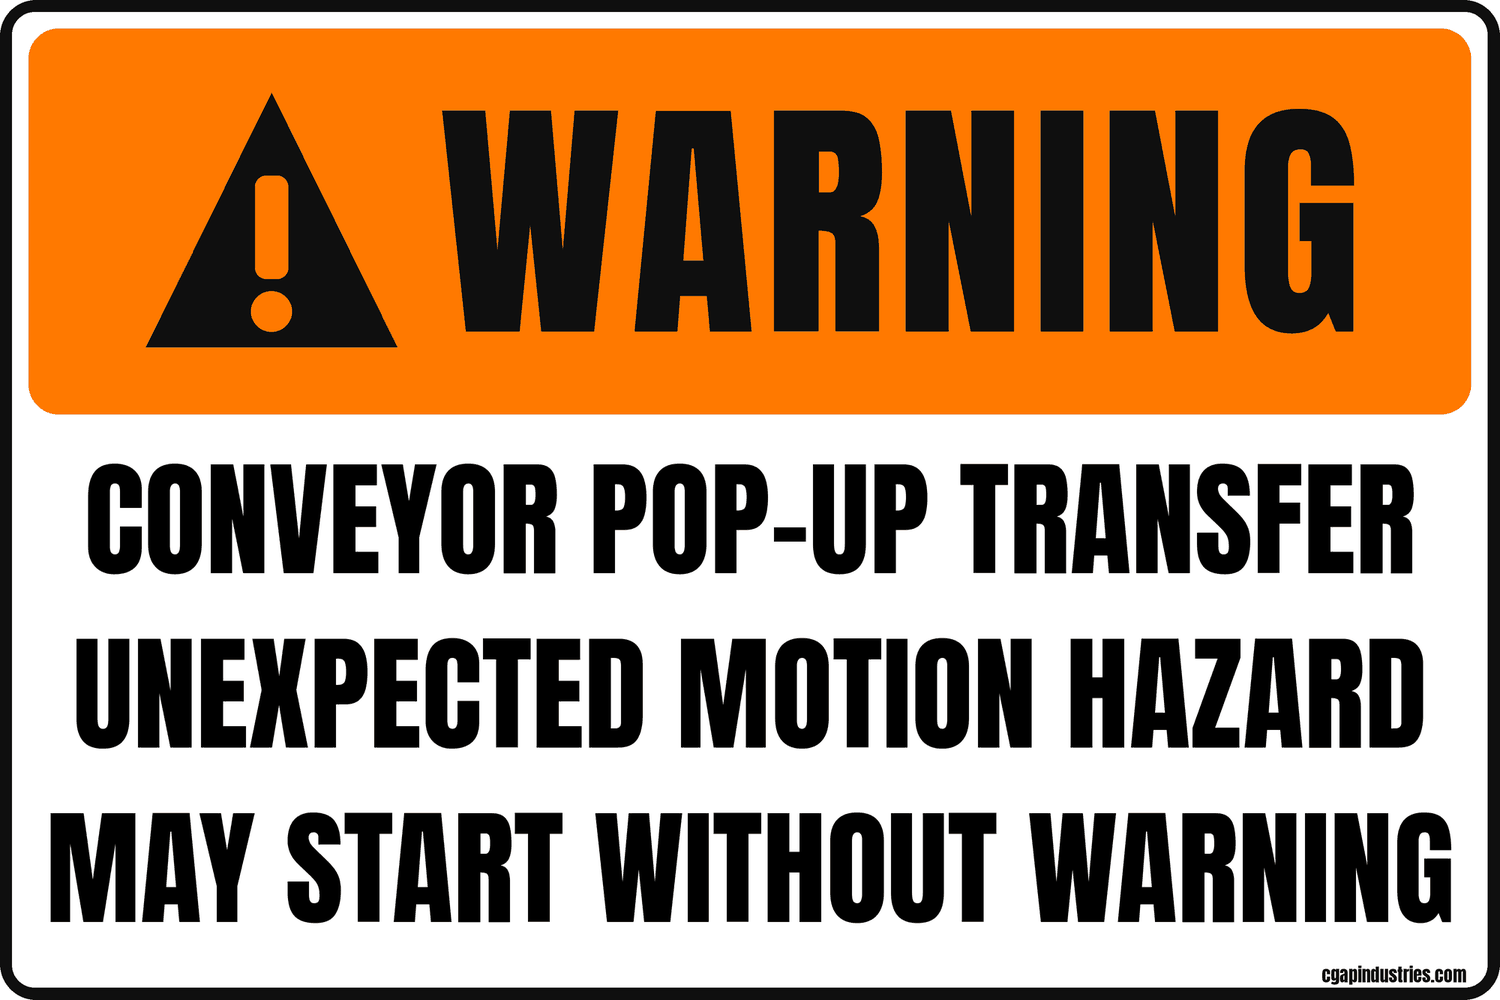 WARNING
CONVEYOR POP-UP TRANSFER
UNEXPECTED MOTION HAZARD
MAY START WITHOUT WARNING
cgapindustries.com